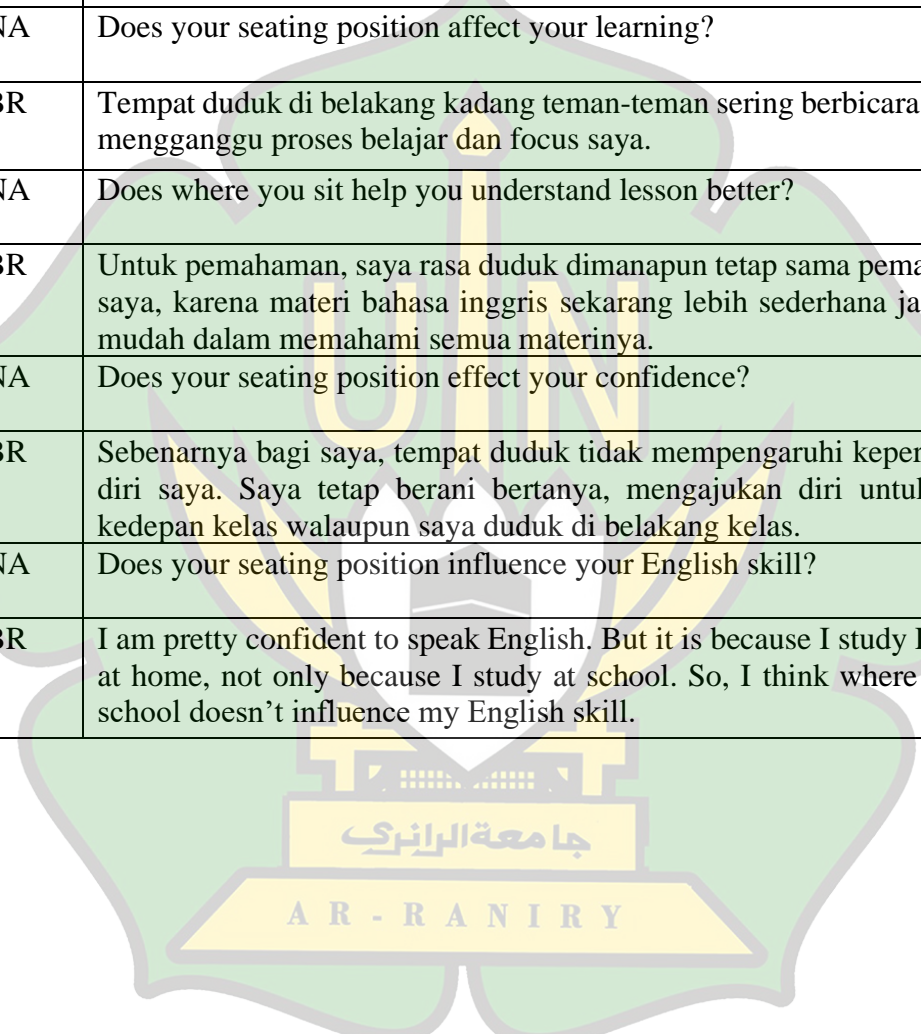 NA Does your seating position affect your learning?
BR Tempat duduk di belakang kadang teman-teman sering berbicara
mengganggu proses belajar dan focus saya.
NA Does where you sit help you understand lesson better?
BR Untuk pemahaman, saya rasa duduk dimanapun tetap sama
saya, karena materi bahasa inggris sekarang lebih sederhana
mudah dalam memahami semua materinya.
NA Does your seating position effect your confidence?
BR Sebenarnya bagi saya, tempat duduk tidak mempengaruhi
diri saya. Saya tetap berani bertanya, mengajukan diri
kedepan kelas walaupun saya duduk di belakang kelas.
NA Does your seating position influence your English skill?
BR I am pretty confident to speak English. But it is because I study
at home, not only because I study at school. So, I think where
school doesn't influence my English skill.
UIN
جامعة الرانري
AR-RANIRY